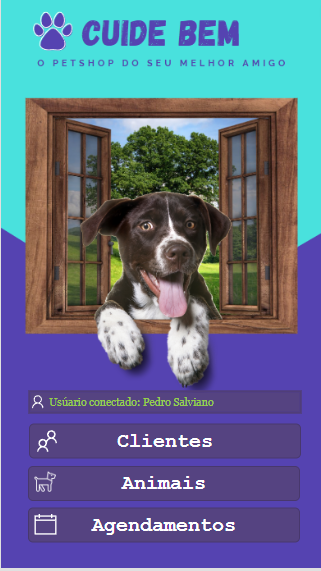 CUIDE BEM
O PETSHOP DO SEU MELHOR AMIGO
Usúario conectado: Pedro Salviano
Clientes
Animais
Agendamentos